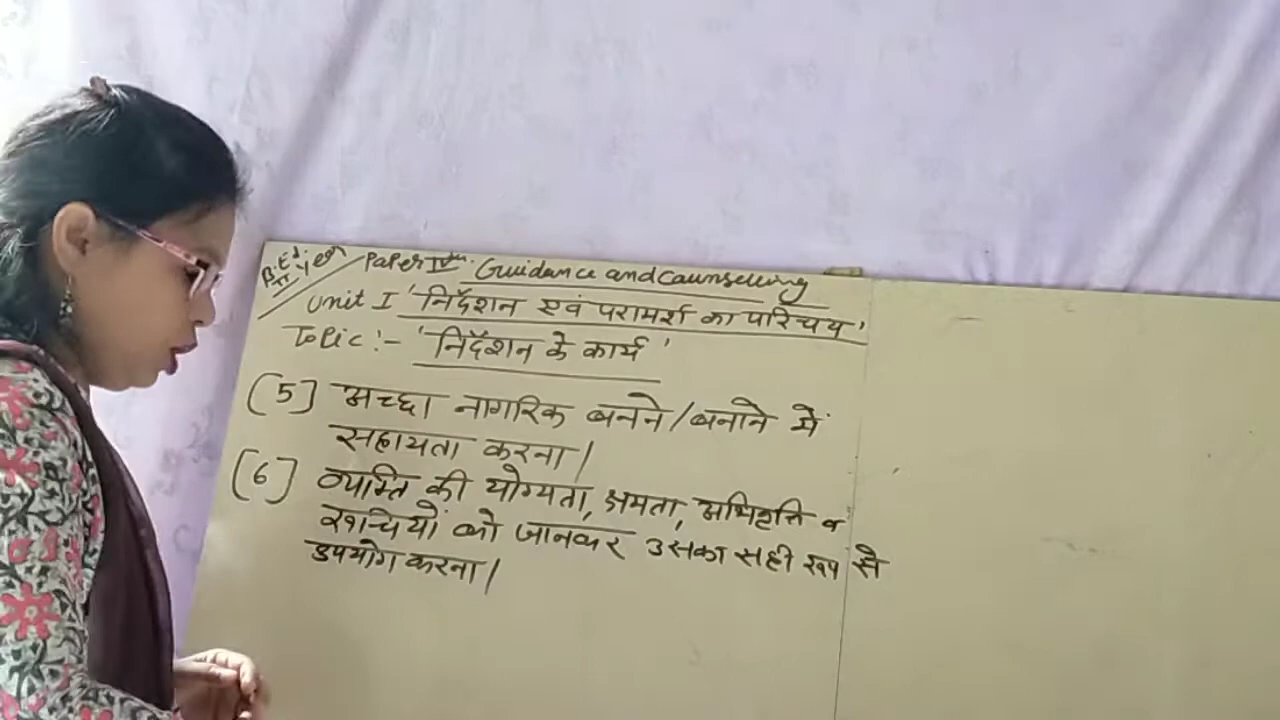 B.Ed. IInd Year
Paper IVth. Guidance and Counselling
Unit I 'निर्देशन एवं परामर्श का परिचय'
Topic :- 'निर्देशन के कार्य'
(5) अच्छा नागरिक बनने/बनाने में
सहायता करना।
(6) व्यक्ति की योग्यता, क्षमता, अभिवृत्ति व
रूचियों को जानकर उसका सही रूप से
उपयोग करना।